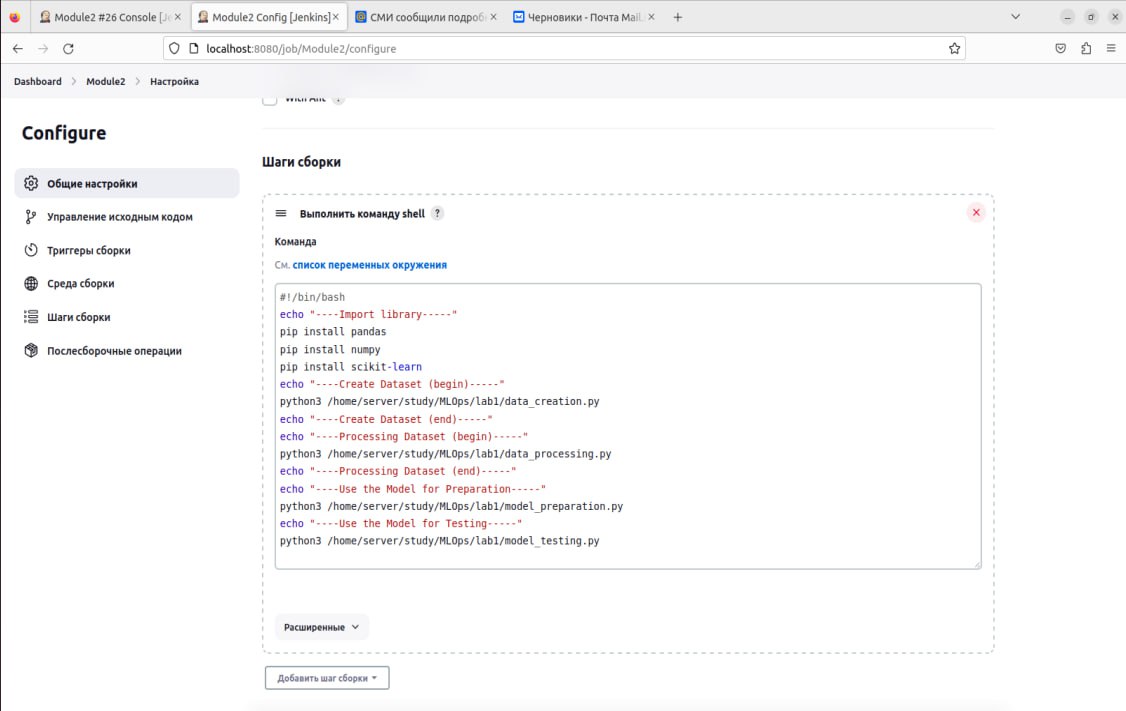 Module2 #26 Console [Je
Module2 Config [Jenkins]
СМИ сообщили подроб
Черновики - Почта Mail.
localhost:8080/job/Module2/configure
Dashboard
Module2
Настройка
With Ant ?
Configure
Общие настройки
Управление исходным кодом
Триггеры сборки
Среда сборки
Шаги сборки
Послесборочные операции
Шаги сборки
Выполнить команду shell ?
Команда
См. список переменных окружения
#!/bin/bash
echo "----Import library-----"
pip install pandas
pip install numpy
pip install scikit-learn
echo "----Create Dataset (begin)-----"
python3 /home/server/study/MLOps/lab1/data_creation.py
echo "----Create Dataset (end)-----"
echo "----Processing Dataset (begin)-----"
python3 /home/server/study/MLOps/lab1/data_processing.py
echo "----Processing Dataset (end)-----"
echo "----Use the Model for Preparation-----"
python3 /home/server/study/MLOps/lab1/model_preparation.py
echo "----Use the Model for Testing-----"
python3 /home/server/study/MLOps/lab1/model_testing.py
Расширенные
Добавить шаг сборки